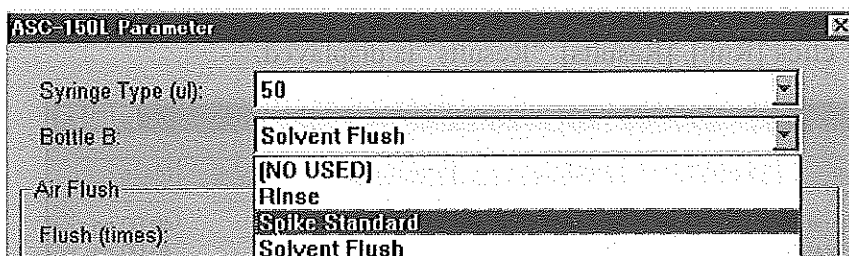 ASC-150L Parameter
Syringe Type (ul): 50
Bottle B: Solvent Flush
[NO USED]
Air Flush
Rinse
Spike Standard
Flush (times):
Solvent Flush